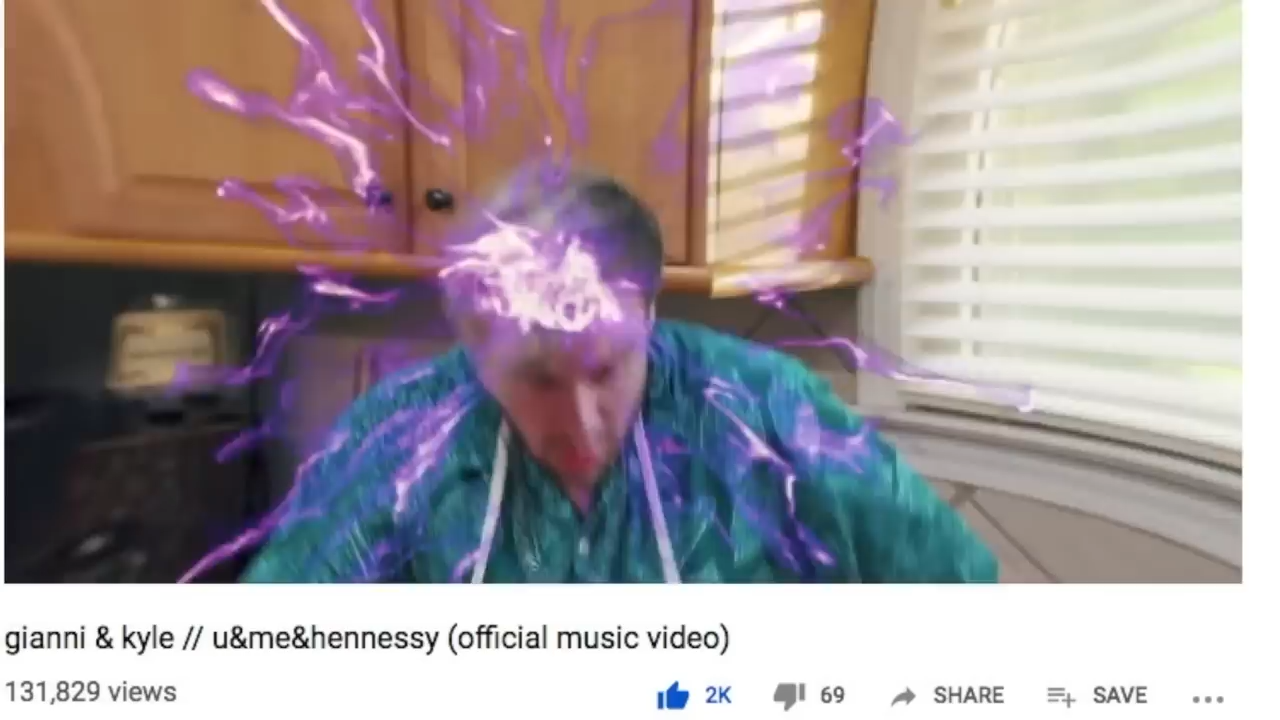 gianni & kyle // u&me&hennessy (official music video)
131,829 views 2K 69 SHARE SAVE